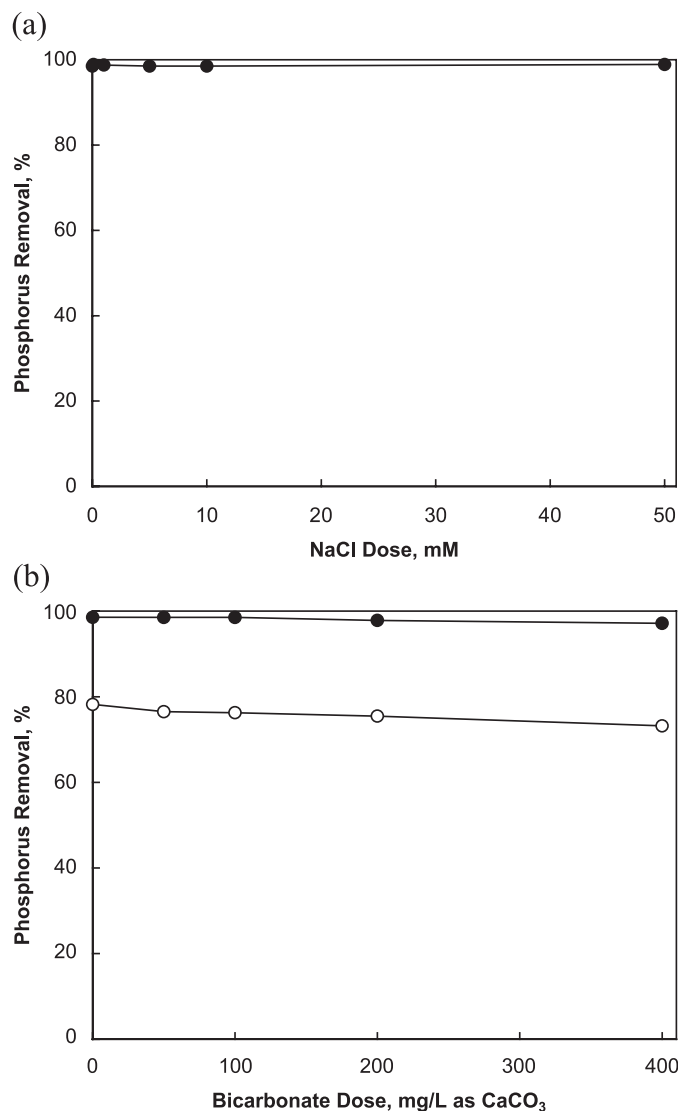 (a)
100
80
60
40
20
0
Phosphorus Removal, %
0 10 20 30 40 50
NaCl Dose, mM
(b)
100
80
60
40
20
0
Phosphorus Removal, %
0 100 200 300 400
Bicarbonate Dose, mg/L as CaCO₃